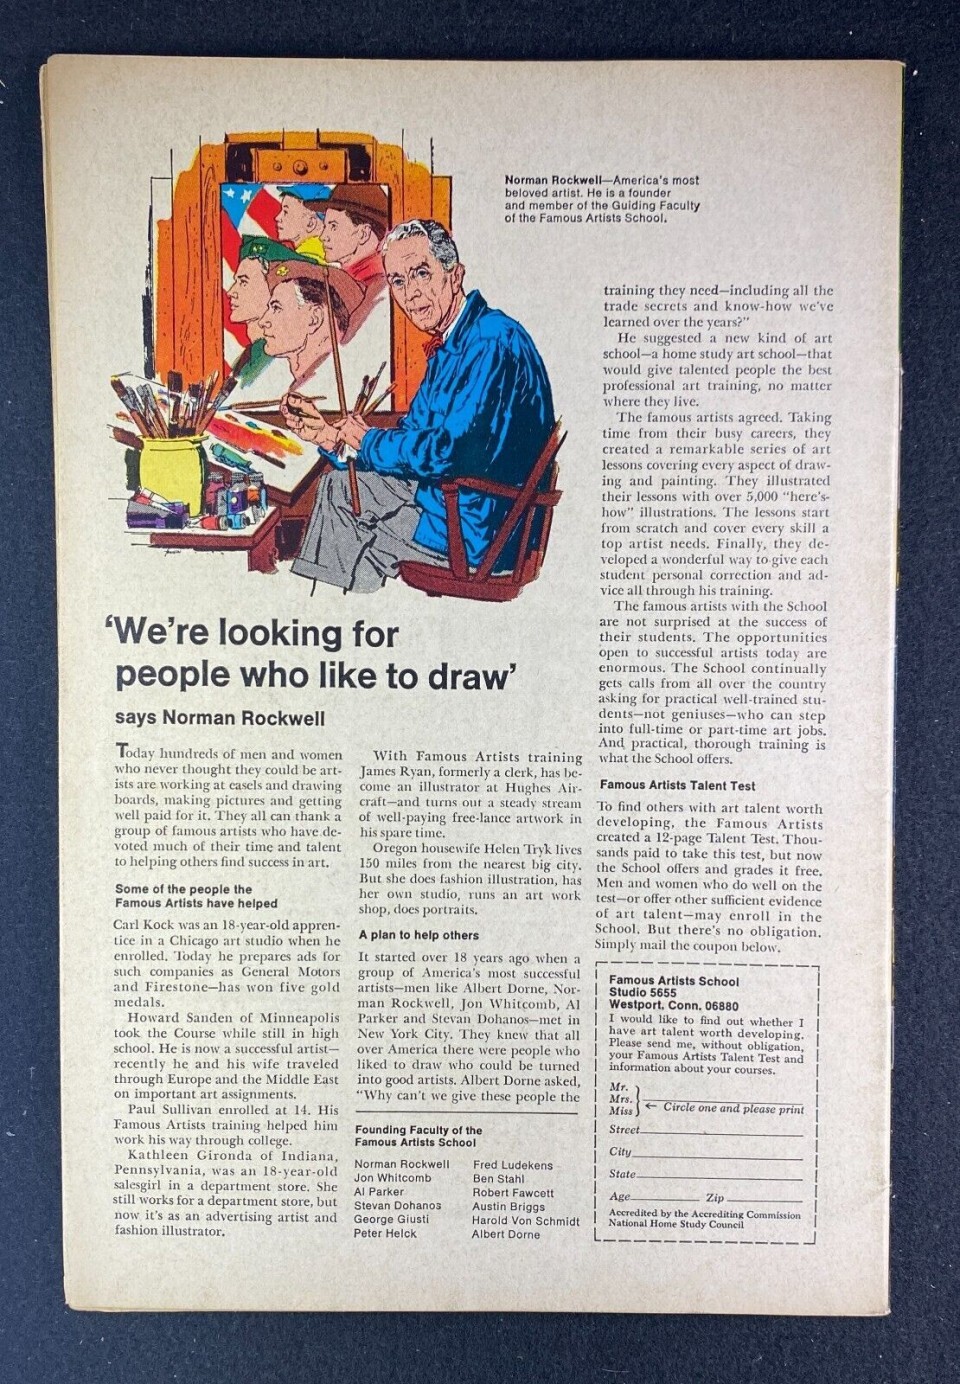 Norman Rockwell—America's most
beloved artist. He is a founder
and member of the Guiding Faculty
of the Famous Artists School.
'We're looking for
people who like to draw'
says Norman Rockwell
Today hundreds of men and women
who never thought they could be art-
ists are working at easels and drawing
boards, making pictures and getting
well paid for it. They all can thank a
group of famous artists who have de-
voted much of their time and talent
to helping others find success in art.
Some of the people the
Famous Artists have helped
Carl Kock was an 18-year-old appren-
tice in a Chicago art studio when he
enrolled. Today he prepares ads for
such companies as General Motors
and Firestone—has won five gold
medals.
Howard Sanden of Minneapolis
took the Course while still in high
school. He is now a successful artist—
recently he and his wife traveled
through Europe and the Middle East
on important art assignments.
Paul Sullivan enrolled at 14. His
Famous Artists training helped him
work his way through college.
Kathleen Gironda of Indiana,
Pennsylvania, was an 18-year-old
salesgirl in a department store. She
still works for a department store, but
now it's as an advertising artist and
fashion illustrator.
With Famous Artists training
James Ryan, formerly a clerk, has be-
come an illustrator at Hughes Air-
craft—and turns out a steady stream
of well-paying free-lance artwork in
his spare time.
Oregon housewife Helen Tryk lives
150 miles from the nearest big city.
But she does fashion illustration, has
her own studio, runs an art work
shop, does portraits.
A plan to help others
It started over 18 years ago when a
group of America's most successful
artists—men like Albert Dorne, Nor-
man Rockwell, Jon Whitcomb, Al
Parker and Stevan Dohanos—met in
New York City. They knew that all
over America there were people who
liked to draw who could be turned
into good artists. Albert Dorne asked,
"Why can't we give these people the
Founding Faculty of the
Famous Artists School
Norman Rockwell
Jon Whitcomb
Al Parker
Stevan Dohanos
George Giusti
Peter Helck
Fred Ludekens
Ben Stahl
Robert Fawcett
Austin Briggs
Harold Von Schmidt
Albert Dorne
training they need—including all the
trade secrets and know-how we've
learned over the years?"
He suggested a new kind of art
school—a home study art school—that
would give talented people the best
professional art training, no matter
where they live.
The famous artists agreed. Taking
time from their busy careers, they
created a remarkable series of art
lessons covering every aspect of draw-
ing and painting. They illustrated
their lessons with over 5,000 "here's-
how" illustrations. The lessons start
from scratch and cover every skill a
top artist needs. Finally, they de-
veloped a wonderful way to give each
student personal correction and ad-
vice all through his training.
The famous artists with the School
are not surprised at the success of
their students. The opportunities
open to successful artists today are
enormous. The School continually
gets calls from all over the country
asking for practical well-trained stu-
dents—not geniuses—who can step
into full-time or part-time art jobs.
And practical, thorough training is
what the School offers.
Famous Artists Talent Test
To find others with art talent worth
developing, the Famous Artists
created a 12-page Talent Test. Thou-
sands paid to take this test, but now
the School offers and grades it free.
Men and women who do well on the
test—or offer other sufficient evidence
of art talent—may enroll in the
School. But there's no obligation.
Simply mail the coupon below.
Famous Artists School
Studio 5655
Westport, Conn. 06880
I would like to find out whether I
have art talent worth developing.
Please send me, without obligation,
your Famous Artists Talent Test and
information about your courses.
Mr.
Mrs.
Miss
← Circle one and please print
Street
City
State
Age Zip
Accredited by the Accrediting Commission
National Home Study Council